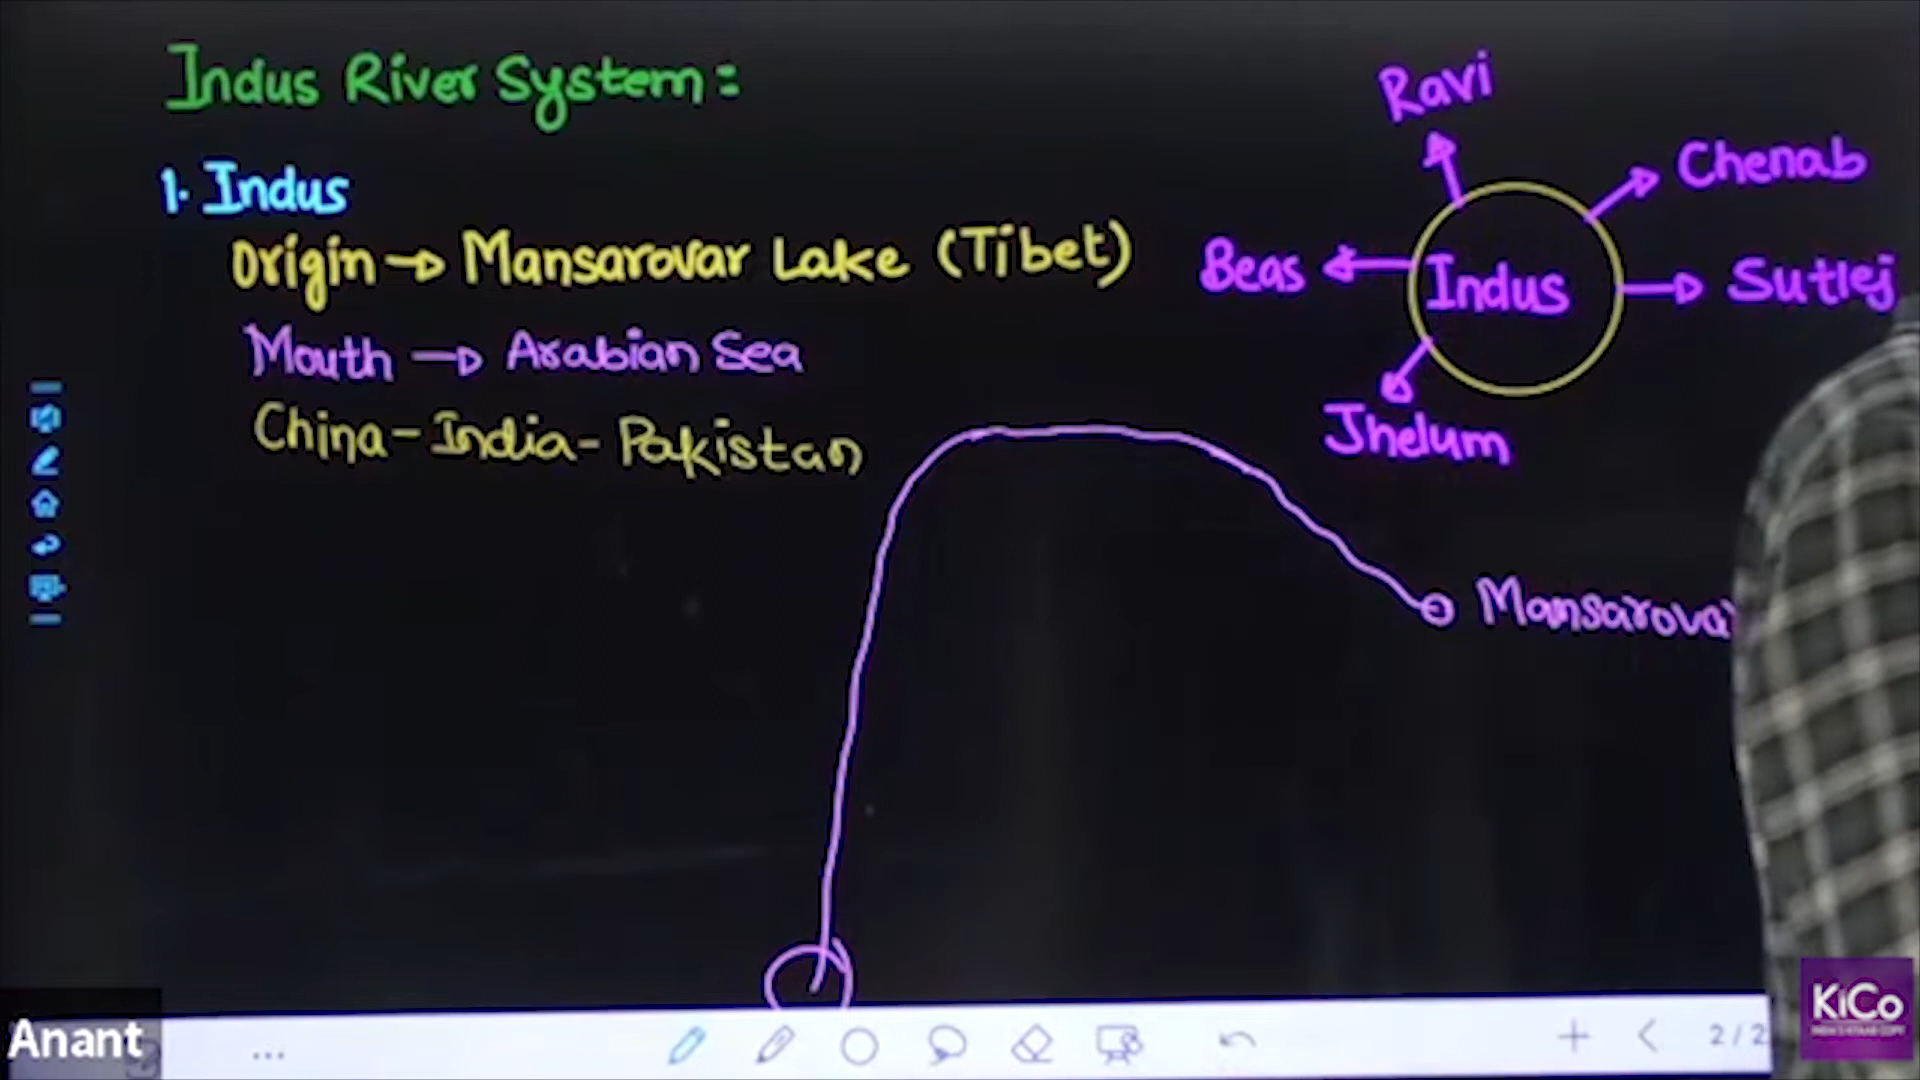 Indus River System:
1. Indus
Origin → Mansarovar Lake (Tibet)
Mouth → Arabian Sea
China - India - Pakistan
Ravi
Chenab
Beas
Indus
Sutlej
Jhelum
Mansarovar
Anant
2/2
KiCo